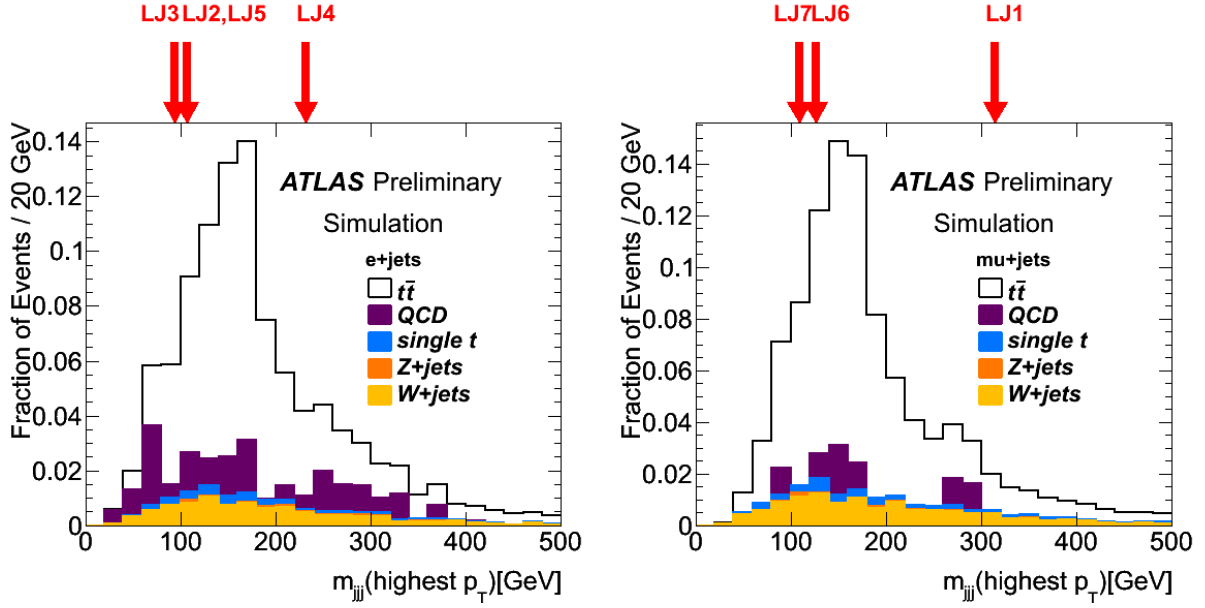 LJ3 LJ2,LJ5 LJ4
Fraction of Events / 20 GeV
0.14
0.12
0.1
0.08
0.06
0.04
0.02
0
ATLAS Preliminary
Simulation
e+jets
tt̄
QCD
single t
Z+jets
W+jets
0 100 200 300 400 500
m_jjj(highest p_T)[GeV]
LJ7 LJ6 LJ1
Fraction of Events / 20 GeV
0.14
0.12
0.1
0.08
0.06
0.04
0.02
0
ATLAS Preliminary
Simulation
mu+jets
tt̄
QCD
single t
Z+jets
W+jets
0 100 200 300 400 500
m_jjj(highest p_T)[GeV]